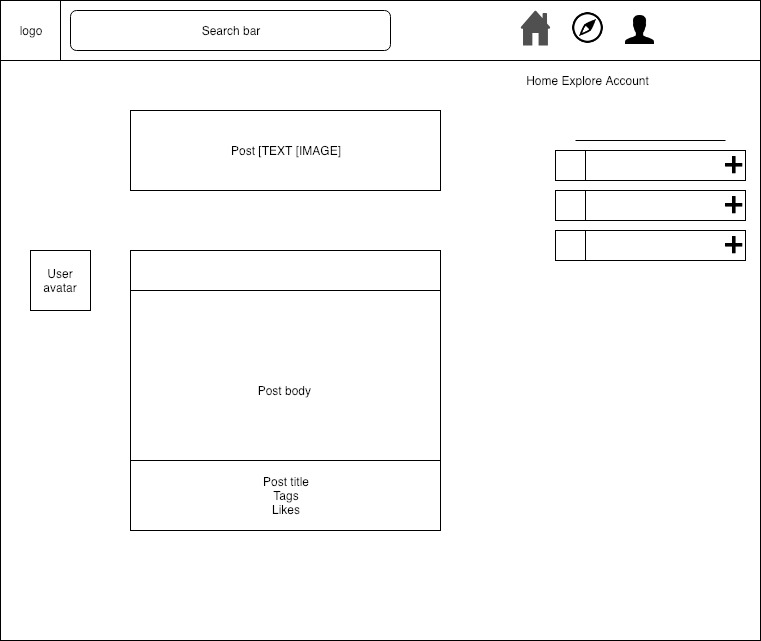 logo
Search bar
Home Explore Account
Post [TEXT [IMAGE]
User
avatar
Post body
Post title
Tags
Likes